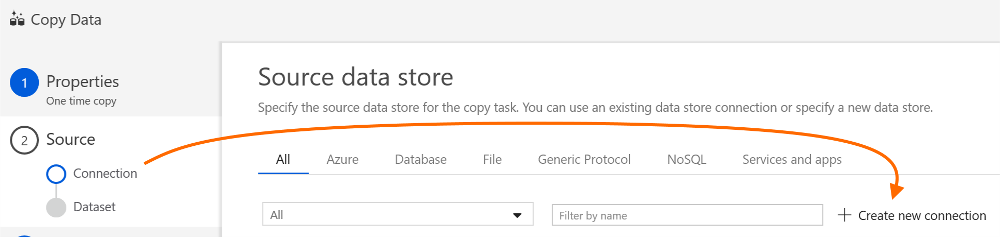 Copy Data
1
Properties
One time copy
2
Source
Connection
Dataset
Source data store
Specify the source data store for the copy task. You can use an existing data store connection or specify a new data store.
All Azure Database File Generic Protocol NoSQL Services and apps
All Filter by name Create new connection